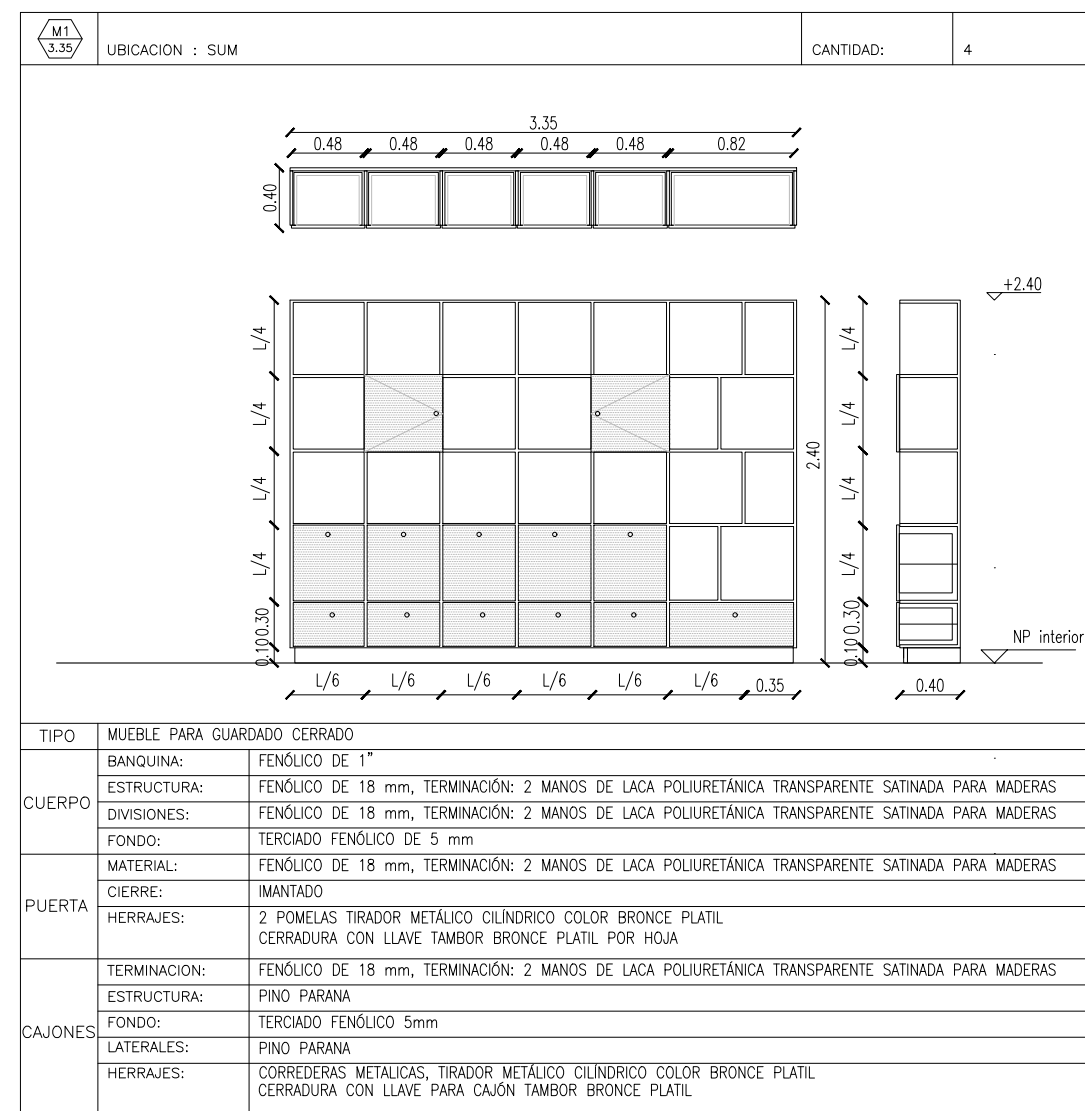 M1
3.35
UBICACION : SUM
CANTIDAD:
4
3.35
0.48 0.48 0.48 0.48 0.48 0.82
0.40
+2.40
L/4 L/4
L/4 L/4
2.40
L/4 L/4
L/4 L/4
0.30 0.30
0.10 0.10
NP interior
L/6 L/6 L/6 L/6 L/6 L/6 0.35 0.40
TIPO MUEBLE PARA GUARDADO CERRADO
CUERPO
BANQUINA: FENÓLICO DE 1"
ESTRUCTURA: FENÓLICO DE 18 mm, TERMINACIÓN: 2 MANOS DE LACA POLIURETÁNICA TRANSPARENTE SATINADA PARA MADERAS
DIVISIONES: FENÓLICO DE 18 mm, TERMINACIÓN: 2 MANOS DE LACA POLIURETÁNICA TRANSPARENTE SATINADA PARA MADERAS
FONDO: TERCIADO FENÓLICO DE 5 mm
PUERTA
MATERIAL: FENÓLICO DE 18 mm, TERMINACIÓN: 2 MANOS DE LACA POLIURETÁNICA TRANSPARENTE SATINADA PARA MADERAS
CIERRE: IMANTADO
HERRAJES: 2 POMELAS TIRADOR METÁLICO CILÍNDRICO COLOR BRONCE PLATIL
CERRADURA CON LLAVE TAMBOR BRONCE PLATIL POR HOJA
CAJONES
TERMINACION: FENÓLICO DE 18 mm, TERMINACIÓN: 2 MANOS DE LACA POLIURETÁNICA TRANSPARENTE SATINADA PARA MADERAS
ESTRUCTURA: PINO PARANA
FONDO: TERCIADO FENÓLICO 5mm
LATERALES: PINO PARANA
HERRAJES: CORREDERAS METALICAS, TIRADOR METÁLICO CILÍNDRICO COLOR BRONCE PLATIL
CERRADURA CON LLAVE PARA CAJÓN TAMBOR BRONCE PLATIL